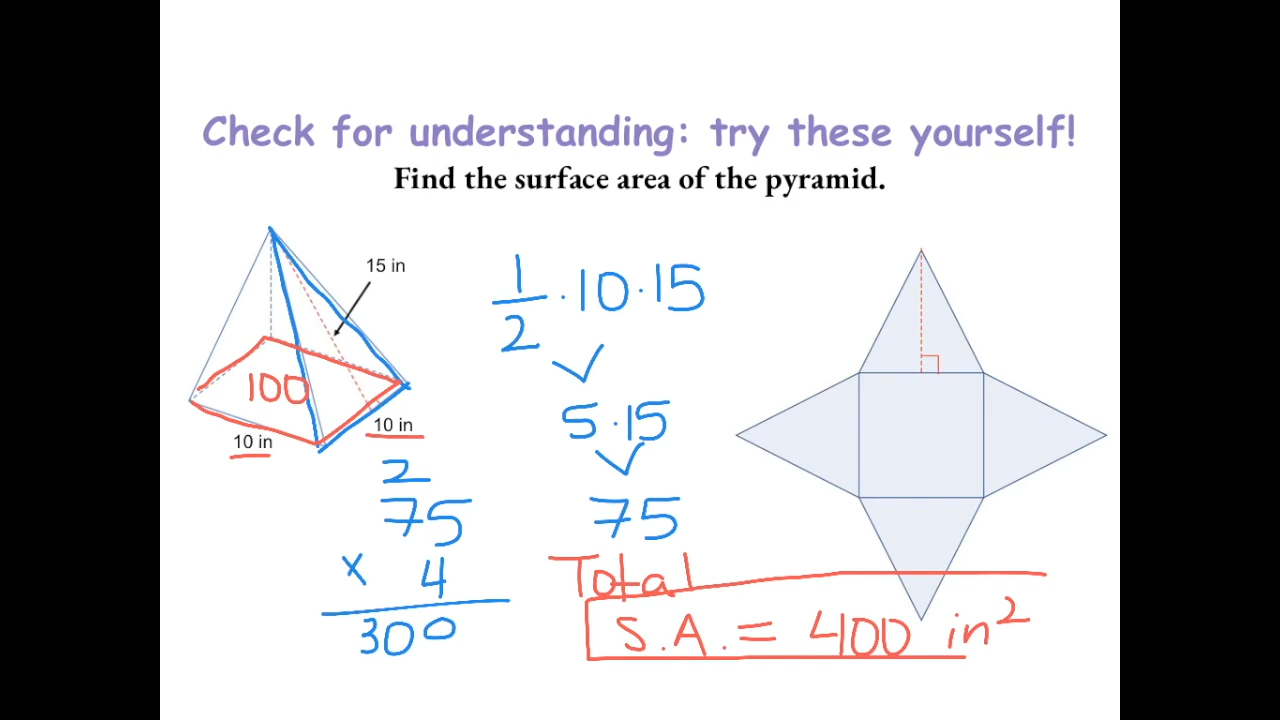 Check for understanding: try these yourself!
Find the surface area of the pyramid.
15 in
100
10 in
10 in
1/2 · 10 · 15
5 · 15
75
2
75
x 4
300
Total
S.A. = 400 in²